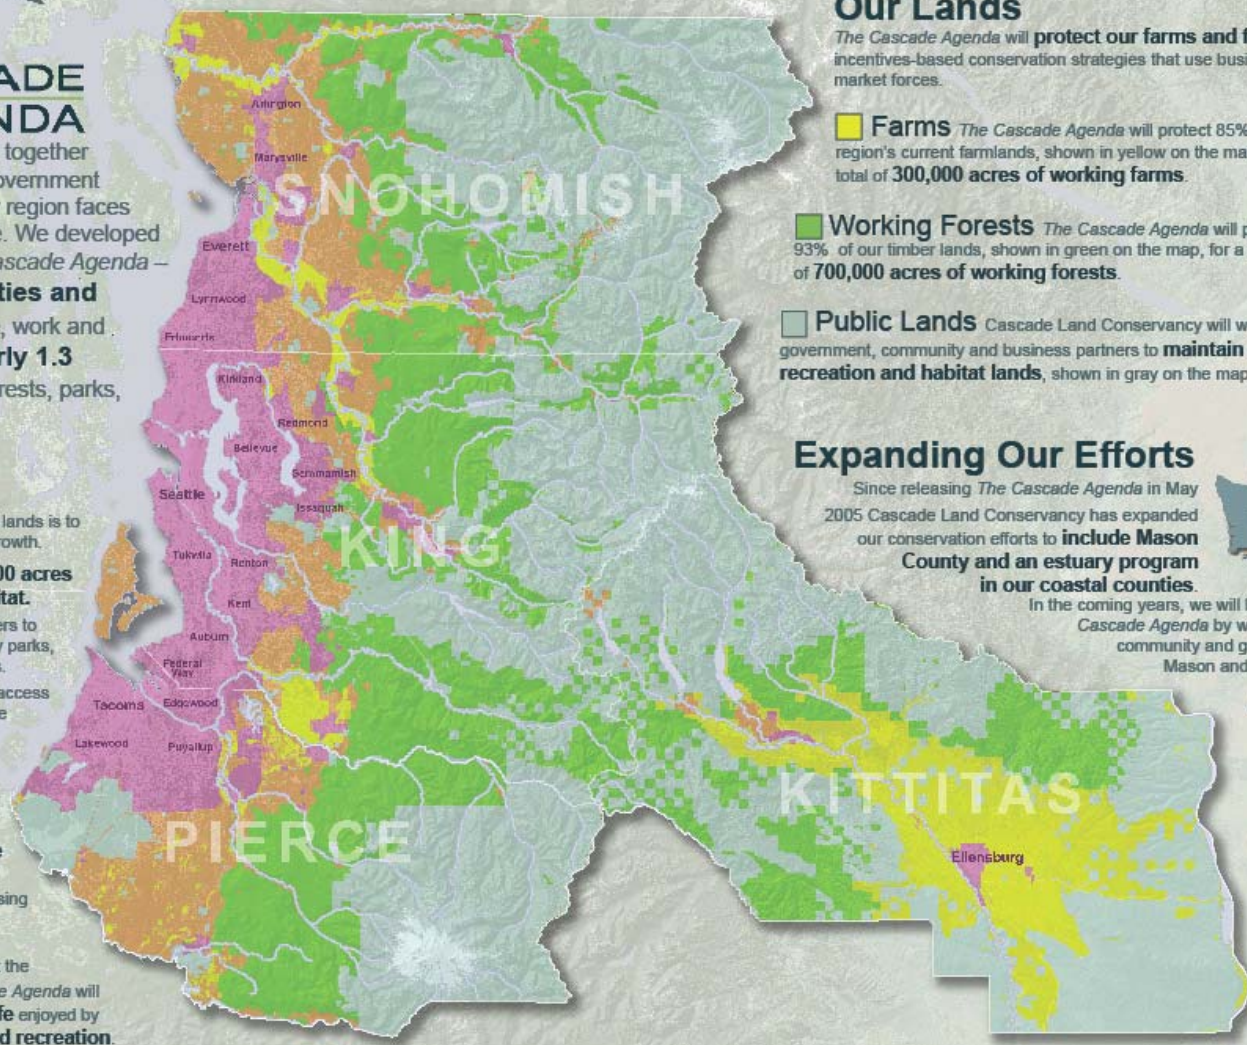 ADE
NDA
together
overnment
region faces
e. We developed
ascade Agenda –
ties and
, work and
rly 1.3
rests, parks,
lands is to
rowth.
00 acres
itat.
ers to
y parks,
s.
access
e
e
sing
t the
e Agenda will
fe enjoyed by
d recreation.
Arlington
Marysville
SNOHOMISH
Everett
Lynnwood
Edmonds
Kirkland
Redmond
Bellevue
Sammamish
Seattle
Issaquah
KING
Tukwila
Renton
Kent
Auburn
Federal
Way
Tacoma
Edgewood
Lakewood
Puyallup
PIERCE
KITTITAS
Ellensburg
Our Lands
The Cascade Agenda will protect our farms and f
incentives-based conservation strategies that use busi
market forces.
Farms The Cascade Agenda will protect 85%
region's current farmlands, shown in yellow on the ma
total of 300,000 acres of working farms.
Working Forests The Cascade Agenda will p
93% of our timber lands, shown in green on the map, for a
of 700,000 acres of working forests.
Public Lands Cascade Land Conservancy will w
government, community and business partners to maintain
recreation and habitat lands, shown in gray on the map
Expanding Our Efforts
Since releasing The Cascade Agenda in May
2005 Cascade Land Conservancy has expanded
our conservation efforts to include Mason
County and an estuary program
in our coastal counties.
In the coming years, we will
Cascade Agenda by w
community and g
Mason and